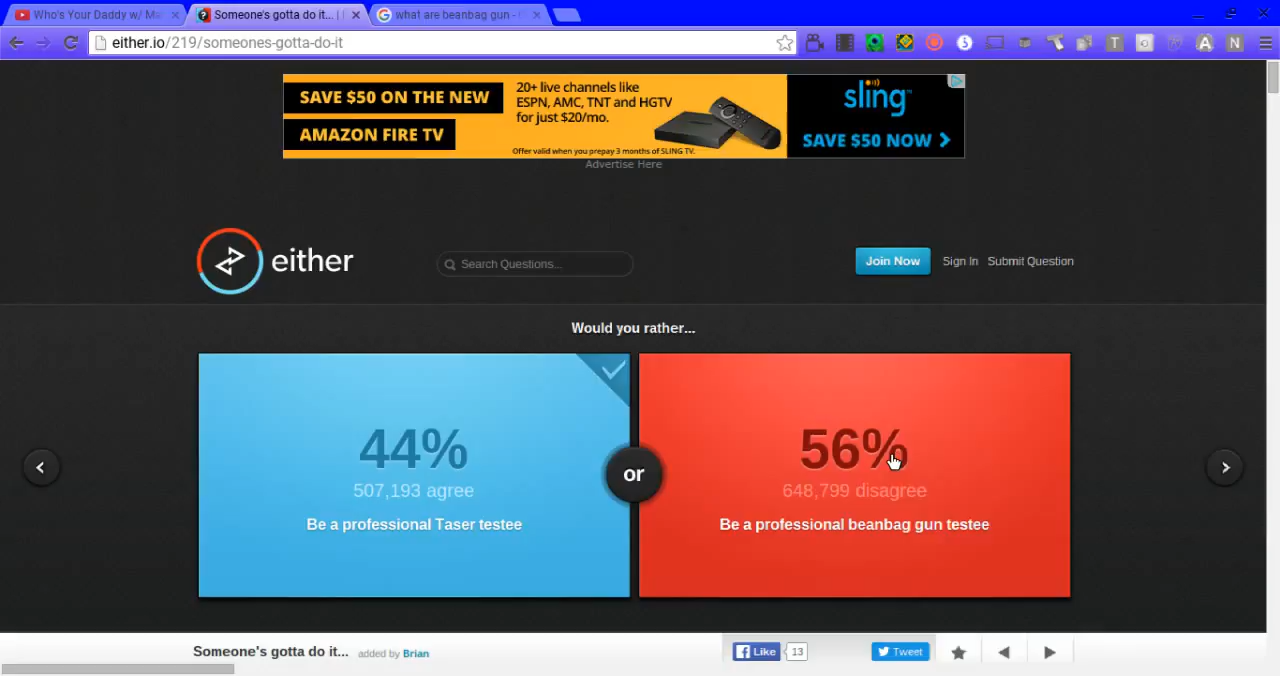 Who's Your Daddy w/ Ma
Someone's gotta do it... |
what are beanbag gun -
either.io/219/someones-gotta-do-it
SAVE $50 ON THE NEW
AMAZON FIRE TV
20+ live channels like
ESPN, AMC, TNT and HGTV
for just $20/mo.
Offer valid when you prepay 3 months of SLING TV.
sling
SAVE $50 NOW
Advertise Here
either
Search Questions...
Join Now
Sign In
Submit Question
Would you rather...
44%
507,193 agree
Be a professional Taser testee
or
56%
648,799 disagree
Be a professional beanbag gun testee
Someone's gotta do it...
added by Brian
Like
13
Tweet